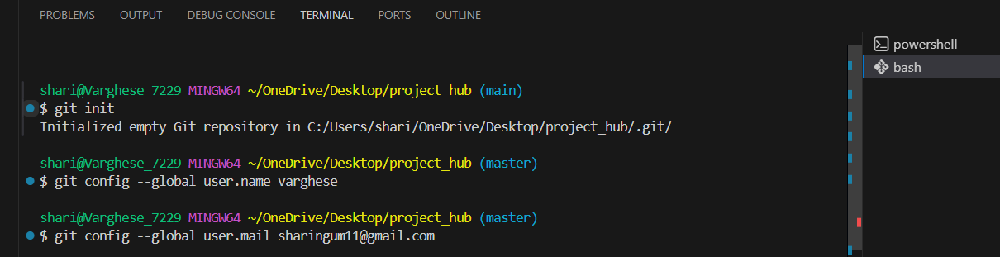 PROBLEMS OUTPUT DEBUG CONSOLE TERMINAL PORTS OUTLINE
powershell
bash
shari@Varghese_7229 MINGW64 ~/OneDrive/Desktop/project_hub (main)
$ git init
Initialized empty Git repository in C:/Users/shari/OneDrive/Desktop/project_hub/.git/
shari@Varghese_7229 MINGW64 ~/OneDrive/Desktop/project_hub (master)
$ git config --global user.name varghese
shari@Varghese_7229 MINGW64 ~/OneDrive/Desktop/project_hub (master)
$ git config --global user.mail sharingum11@gmail.com